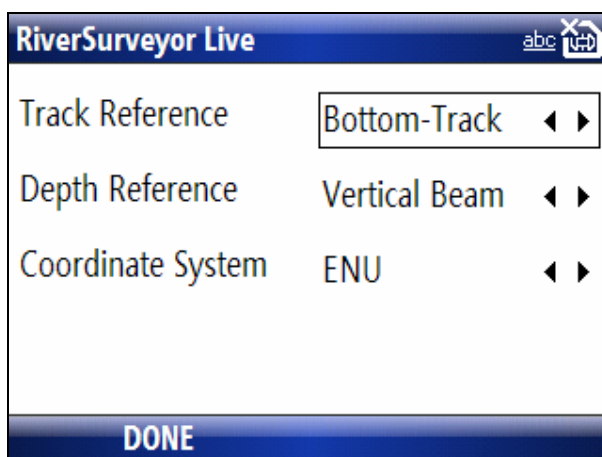 RiverSurveyor Live abc
Track Reference Bottom-Track
Depth Reference Vertical Beam
Coordinate System ENU
DONE